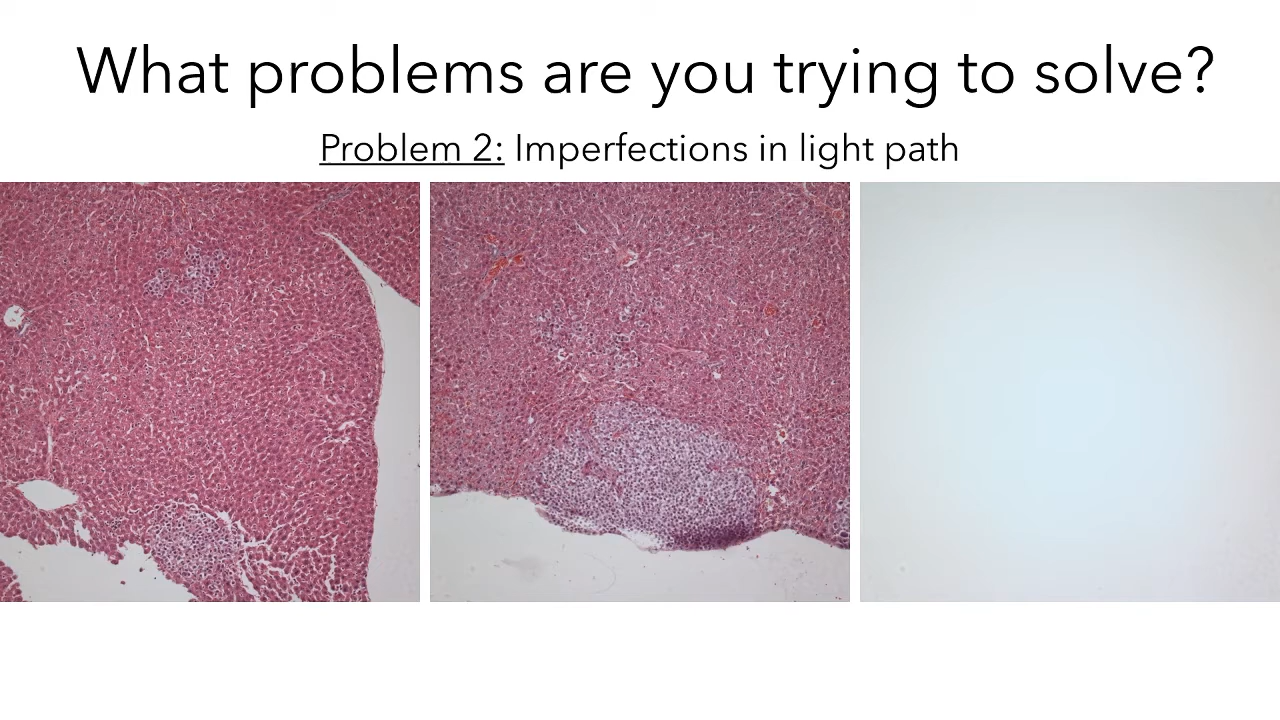 What problems are you trying to solve?
Problem 2: Imperfections in light path